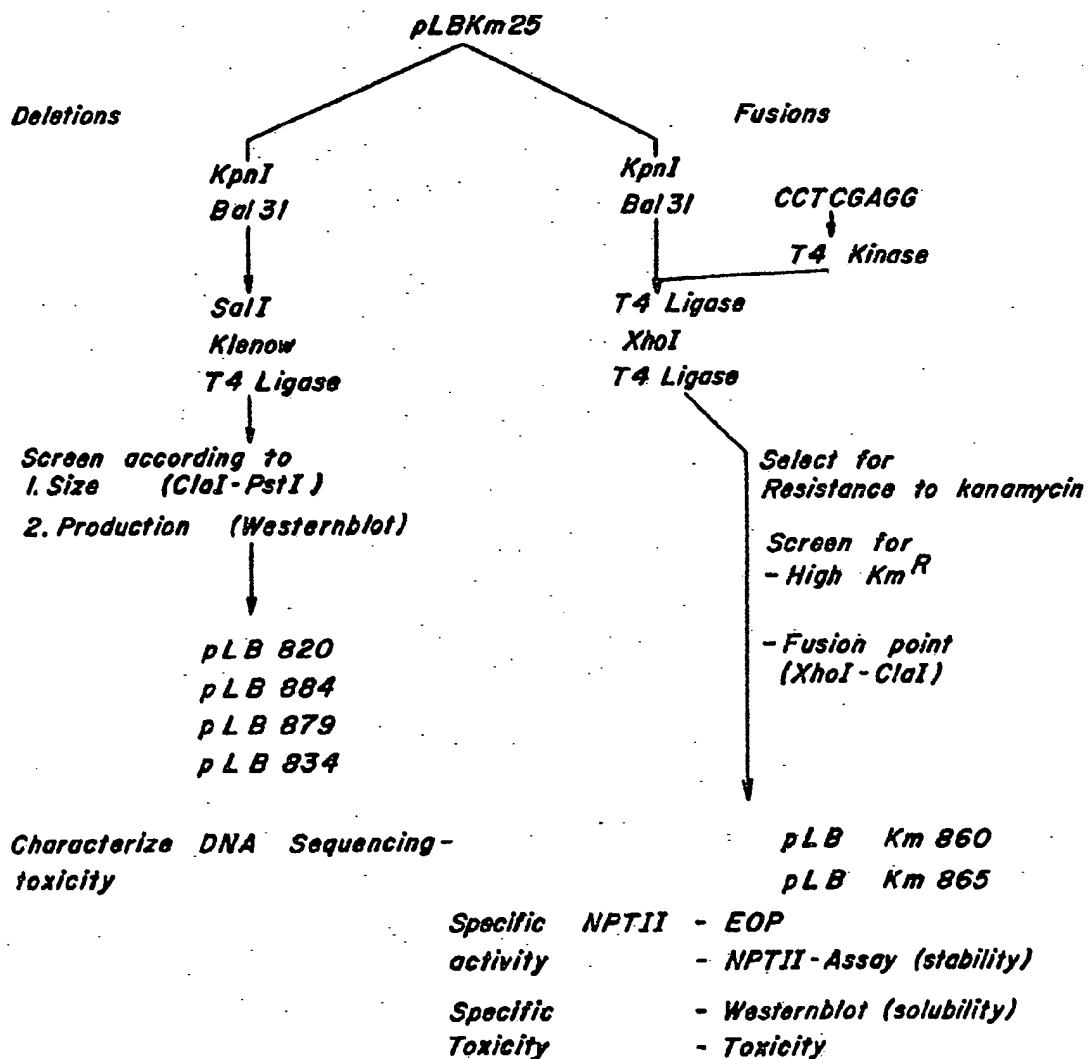 pLBKm25
Deletions
Fusions
KpnI
Bal 31
SalI
Klenow
T4 Ligase
Screen according to
1. Size (ClaI-PstI)
2. Production (Westernblot)
pLB 820
pLB 884
pLB 879
pLB 834
Characterize DNA Sequencing-
toxicity
KpnI
Bal 31
CCTCGAGG
T4 Kinase
T4 Ligase
XhoI
T4 Ligase
Select for
Resistance to kanamycin
Screen for
- High Km R
- Fusion point
(XhoI-ClaI)
pLB Km 860
pLB Km 865
Specific NPTII - EOP
activity - NPTII-Assay (stability)
Specific - Westernblot (solubility)
Toxicity - Toxicity